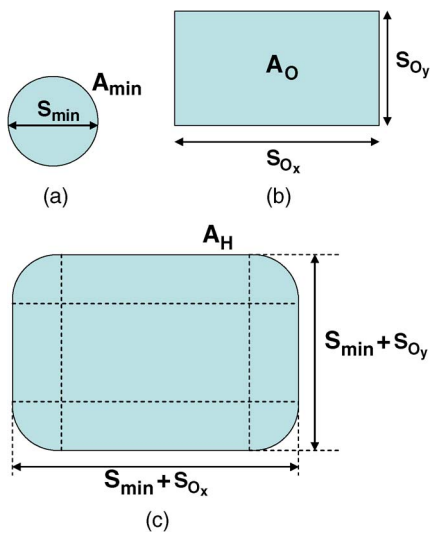 A_min
S_min
(a)
A_O
S_Oy
S_Ox
(b)
A_H
S_min + S_Oy
S_min + S_Ox
(c)